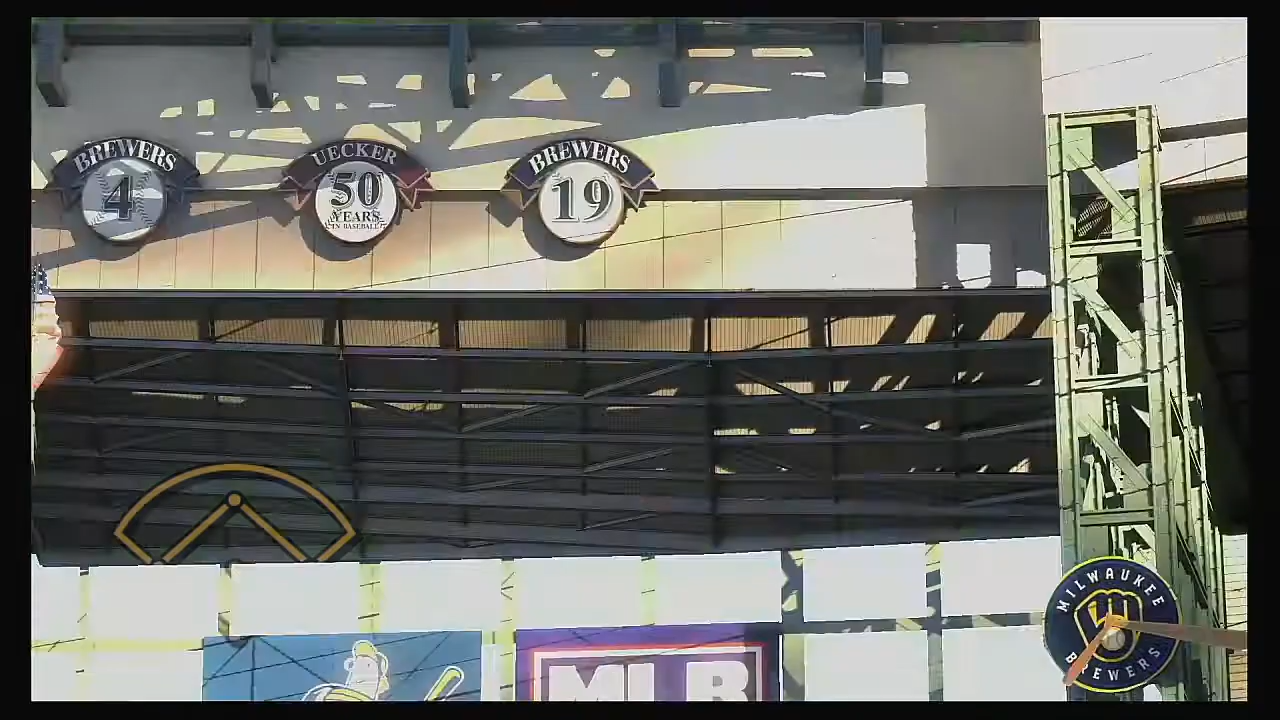 BREWERS
4
UECKER
50
YEARS
IN BASEBALL
BREWERS
19
MILWAUKEE
BREWERS
MLB